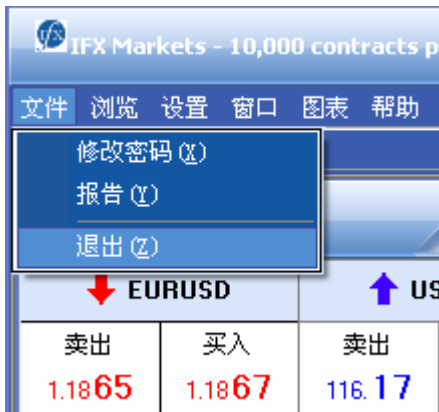 ifx IFX Markets - 10,000 contracts p
文件 浏览 设置 窗口 图表 帮助
修改密码(X)
报告(Y)
退出(Z)
EURUSD US
卖出 买入 卖出
1.1865 1.1867 116.17